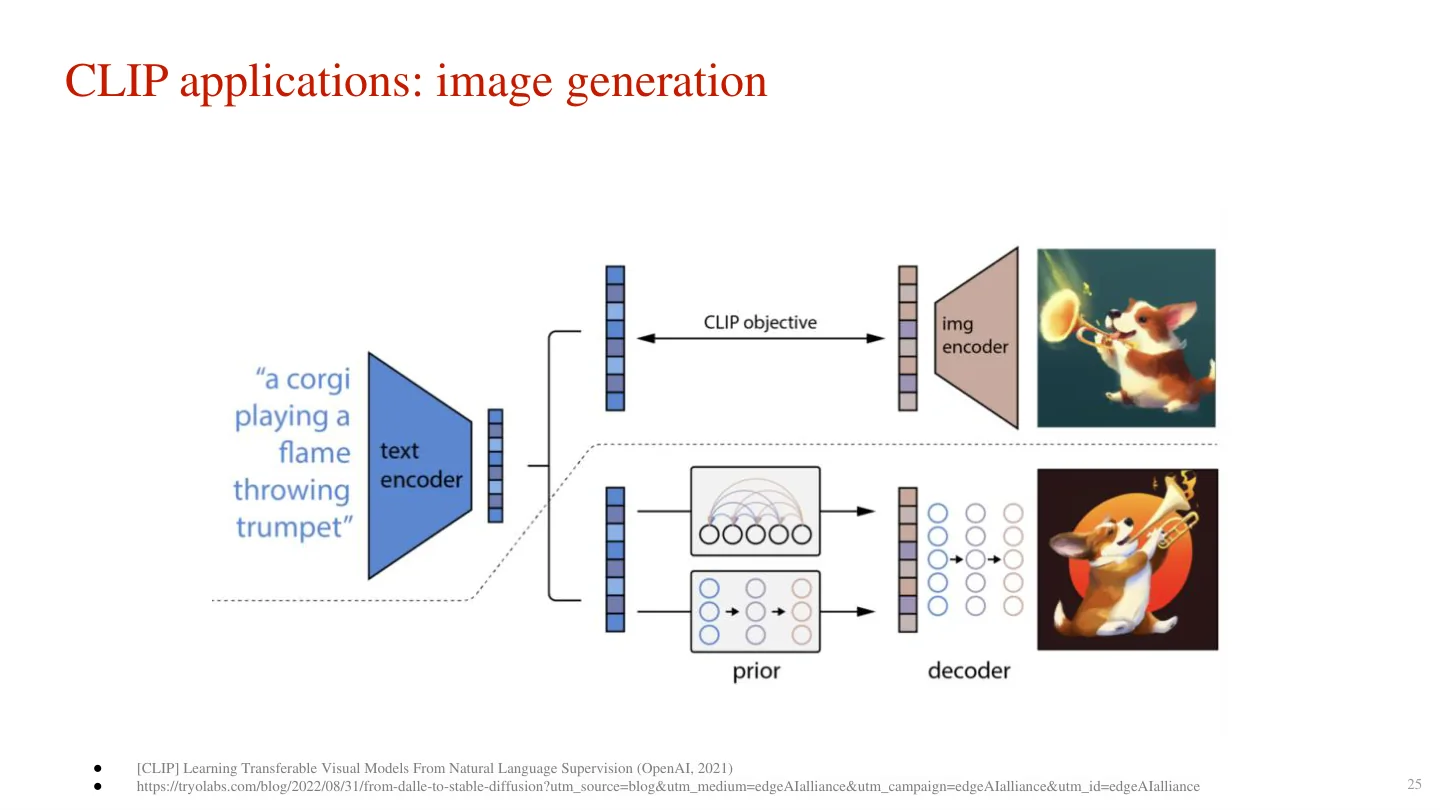 CLIP applications: image generation
CLIP objective
img
encoder
“a corgi
playing a
flame
throwing
trumpet”
text
encoder
prior
decoder
● [CLIP] Learning Transferable Visual Models From Natural Language Supervision (OpenAI, 2021)
● https://tryolabs.com/blog/2022/08/31/from-dalle-to-stable-diffusion?utm_source=blog&utm_medium=edgeAIalliance&utm_campaign=edgeAIalliance&utm_id=edgeAIalliance
25